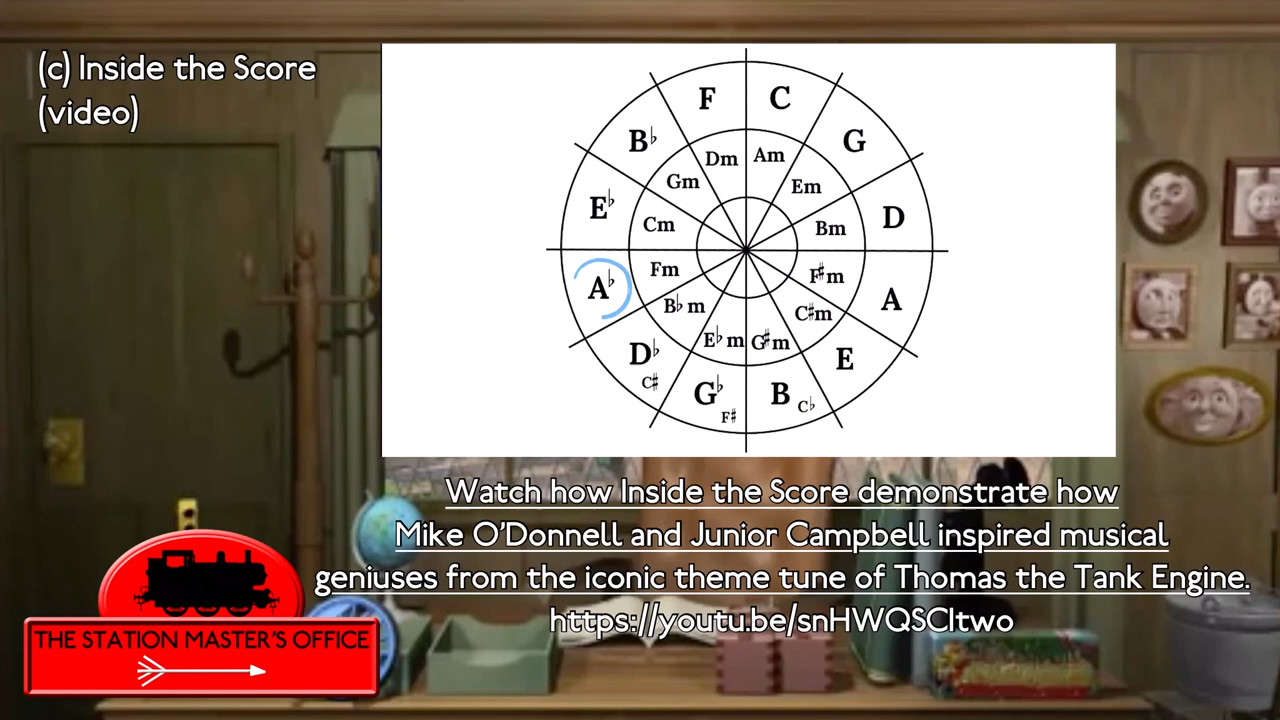 (c) Inside the Score
(video)
F
C
B♭
G
Dm
Am
Gm
Em
E♭
D
Cm
Bm
A♭
Fm
F♯m
A
B♭m
C♯m
E♭m
G♯m
D♭
C♯
E
G♭
F♯
B
C♭
Watch how Inside the Score demonstrate how
Mike O'Donnell and Junior Campbell inspired musical
geniuses from the iconic theme tune of Thomas the Tank Engine.
https://youtu.be/snHWQSCItwo
THE STATION MASTER'S OFFICE